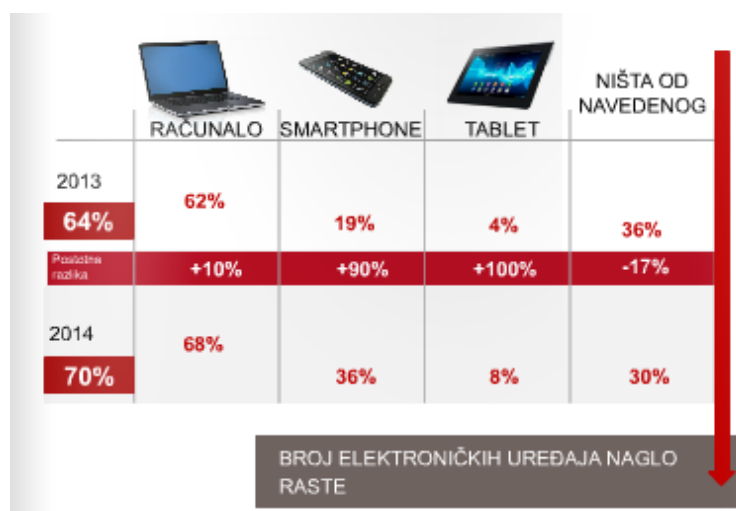 NIŠTA OD
NAVEDENOG
RAČUNALO SMARTPHONE TABLET
2013
62%
64% 19% 4% 36%
Postotna
razlika
+10% +90% +100% -17%
2014
68%
70% 36% 8% 30%
BROJ ELEKTRONIČKIH UREĐAJA NAGLO
RASTE